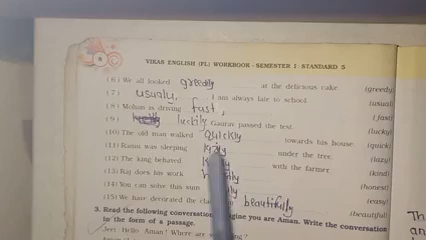 VIKAS ENGLISH (FL) WORKBOOK - SEMESTER I - STANDARD 5
(6) We all looked greedily at the delicious cake. (greedy)
(7) usually, I am always late to school. (usual)
(8) Mohan is driving fast. (fast)
(9) luckily Gaurav passed the test. (lucky)
(10) The old man walked quickly towards his house. (quick)
(11) Ramu was sleeping under the tree. (lazy)
(12) The king behaved with the farmer. (kind)
(13) Raj does his work (honest)
(14) You can solve this sum (easy)
(15) We have decorated the beautifully (beautiful)
3. Read the following conversation. gine you are Aman. Write the conversation
in the form of a passage.
Jeet: Hello Aman! Where are